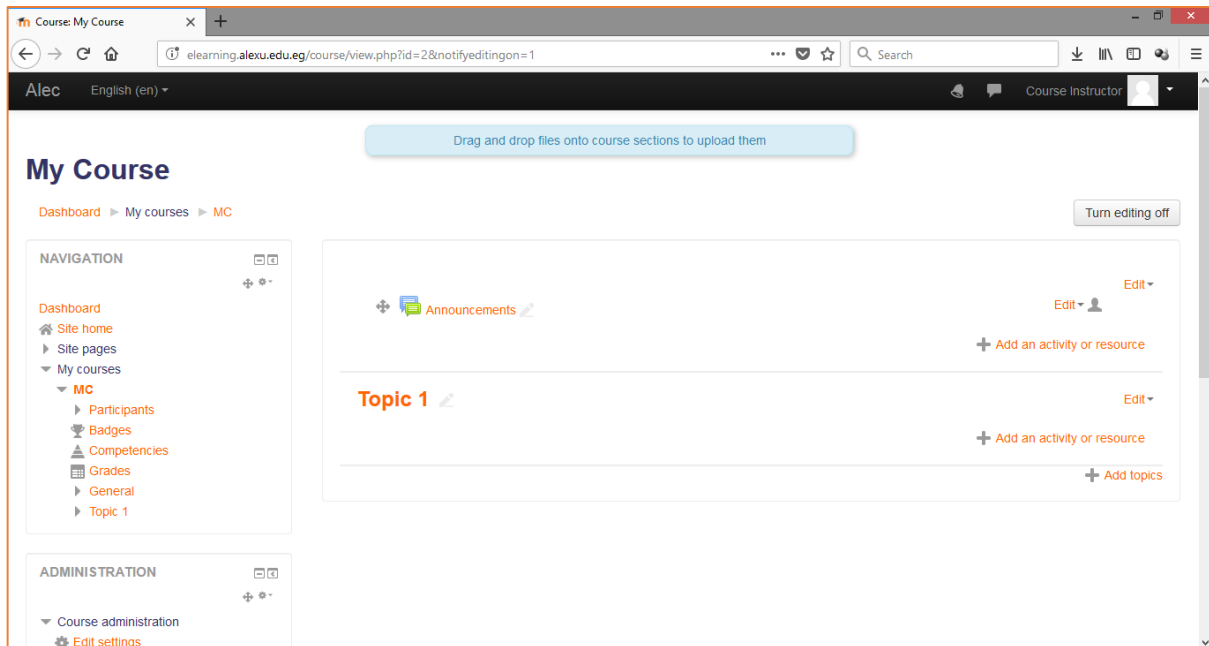 Course: My Course
elearning.alexu.edu.eg/course/view.php?id=2&notifyeditingon=1
Search
Alec English (en)
Course Instructor
Drag and drop files onto course sections to upload them
My Course
Dashboard My courses MC
Turn editing off
NAVIGATION
Dashboard
Site home
Site pages
My courses
MC
Participants
Badges
Competencies
Grades
General
Topic 1
ADMINISTRATION
Course administration
Edit settings
Edit
Announcements
Edit
Add an activity or resource
Topic 1
Edit
Add an activity or resource
Add topics